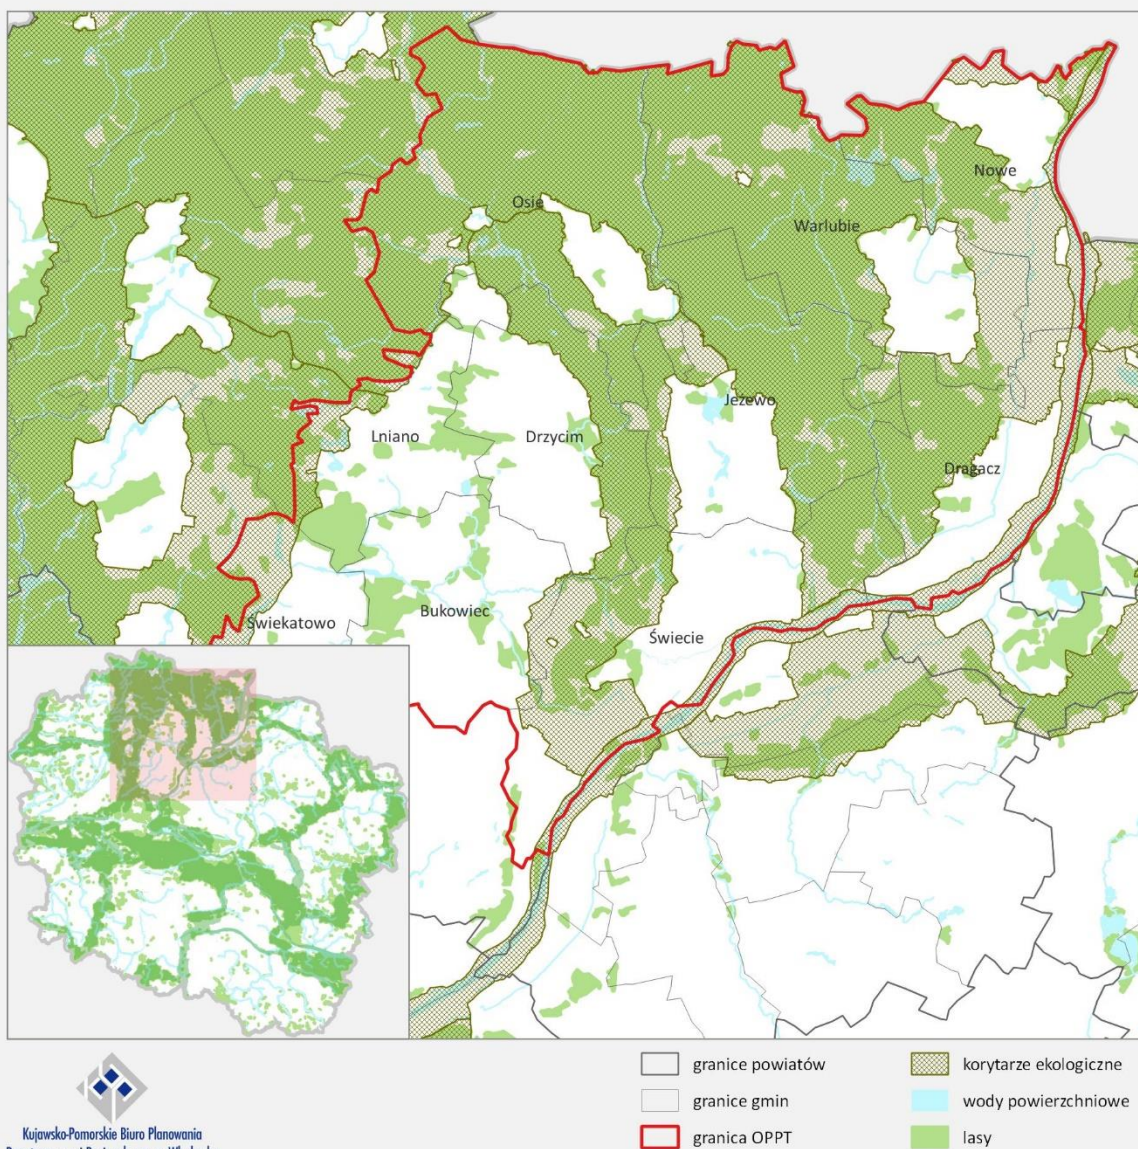 Nowe
Osie
Warlubie
Jeżewo
Lniano
Drzycim
Dragacz
Bukowiec
Świekatowo
Świecie
granice powiatów
korytarze ekologiczne
granice gmin
wody powierzchniowe
granica OPPT
lasy
Kujawsko-Pomorskie Biuro Planowania